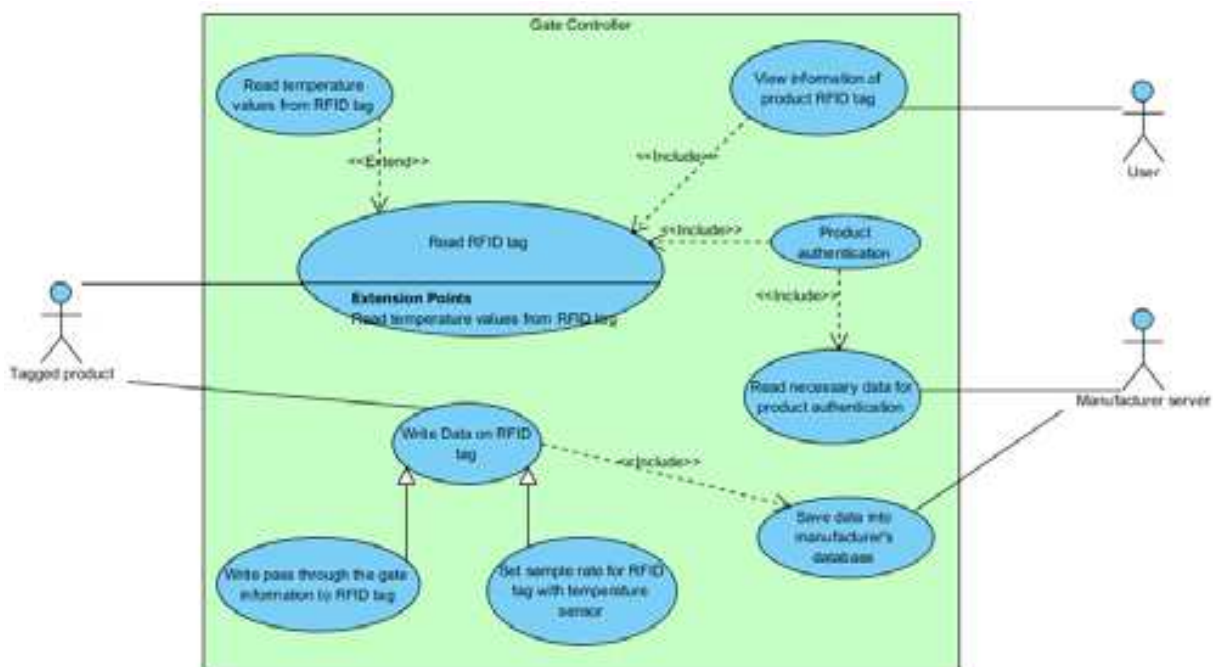 Gate Controller
Read temperature
values from RFID tag
View information of
product RFID tag
<<Extend>>
<<Include>>
User
Read RFID tag
<<Include>>
Product
authentication
Extension Points
Read temperature values from RFID tag
<<Include>>
Tagged product
Read necessary data for
product authentication
Manufacturer server
Write Data on RFID
tag
<<Include>>
Save data into
manufacturer's
database
Write pass through the gate
information to RFID tag
Set sample rate for RFID
tag with temperature
sensor